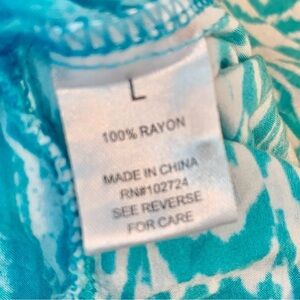 L
100% RAYON
MADE IN CHINA
RN#102724
SEE REVERSE
FOR CARE